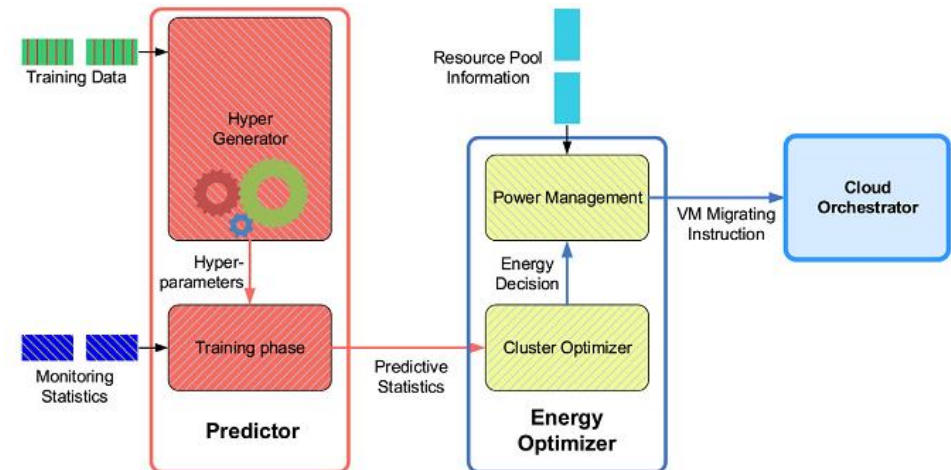 Training Data
Hyper
Generator
Hyper-
parameters
Monitoring
Statistics
Training phase
Predictor
Predictive
Statistics
Resource Pool
Information
Power Management
Energy
Decision
Cluster Optimizer
Energy
Optimizer
VM Migrating
Instruction
Cloud
Orchestrator